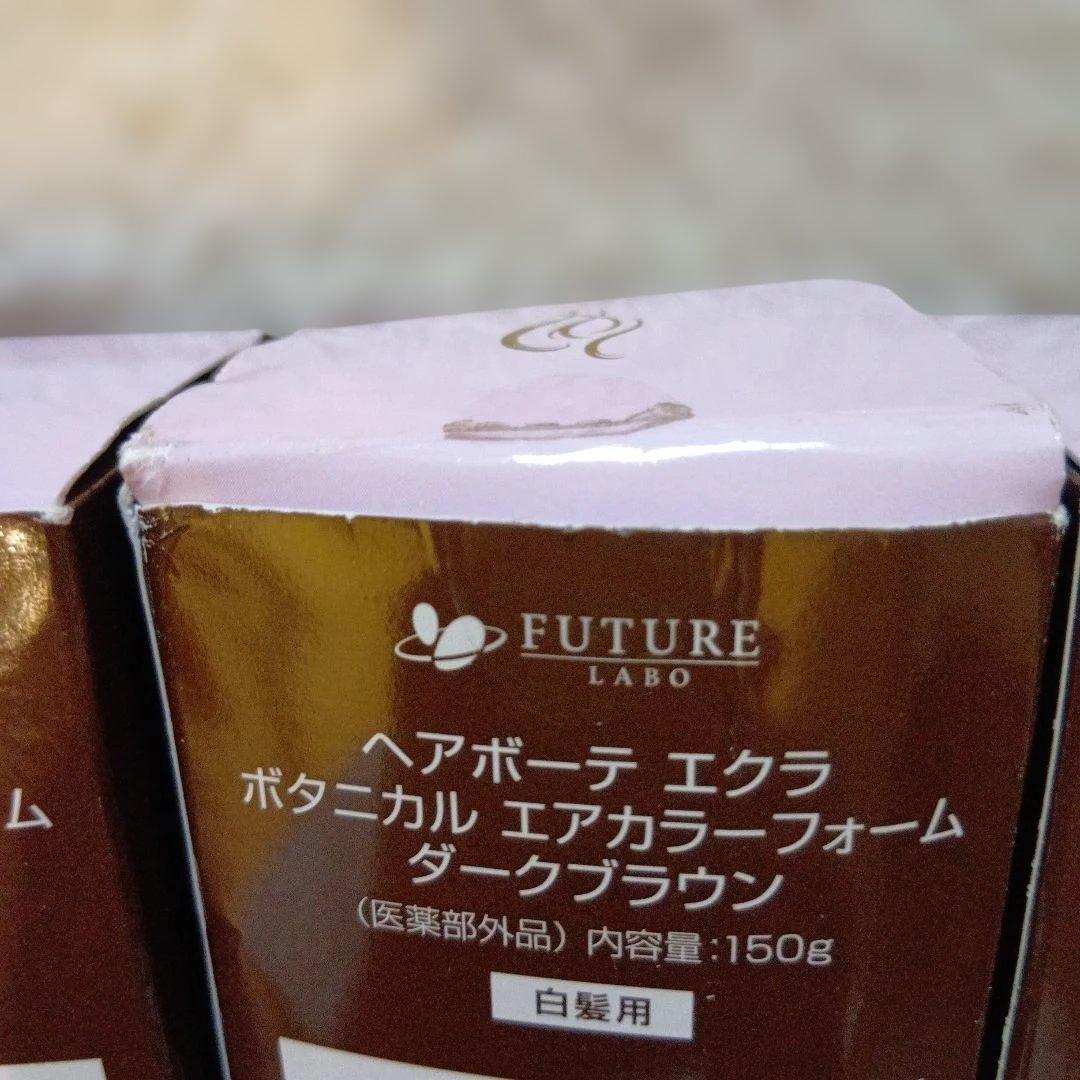 FUTURE
LABO
ヘアボーテ エクラ
ボタニカル エアカラーフォーム
ダークブラウン
（医薬部外品）内容量:150g
白髪用
ム